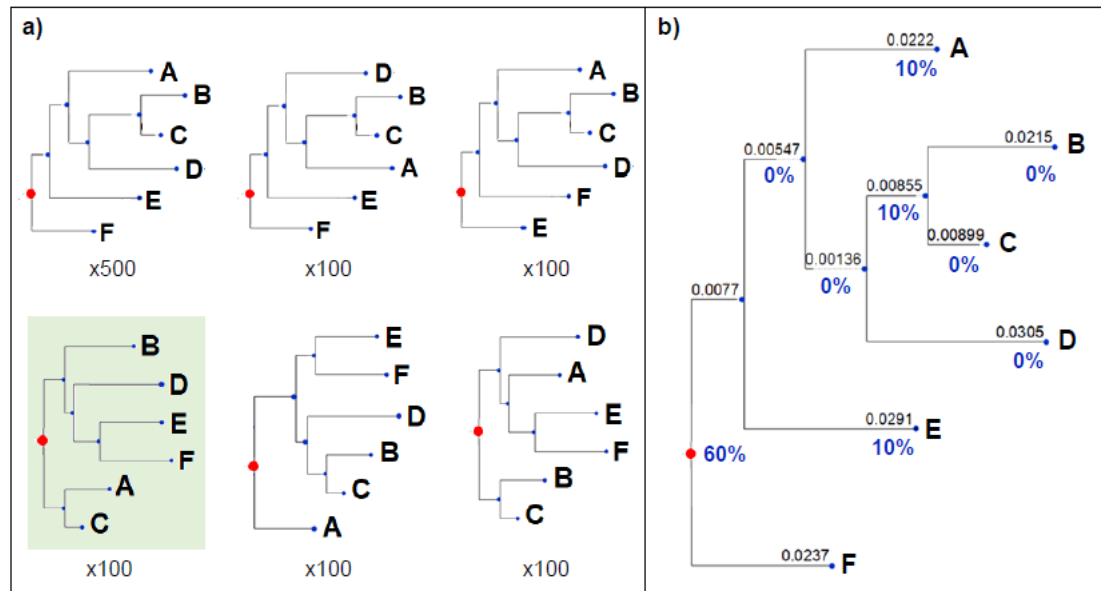 a)
A
B
C
D
E
F
x500
D
B
C
A
E
F
x100
A
B
C
D
F
E
x100
B
D
E
F
A
C
x100
E
F
D
B
C
A
x100
D
A
E
F
B
C
x100
b)
0.0222 A
10%
0.0215 B
0%
0.00547
0%
0.00855
10%
0.00899 C
0%
0.00136
0%
0.0077
0.0305 D
0%
0.0291 E
10%
60%
0.0237 F